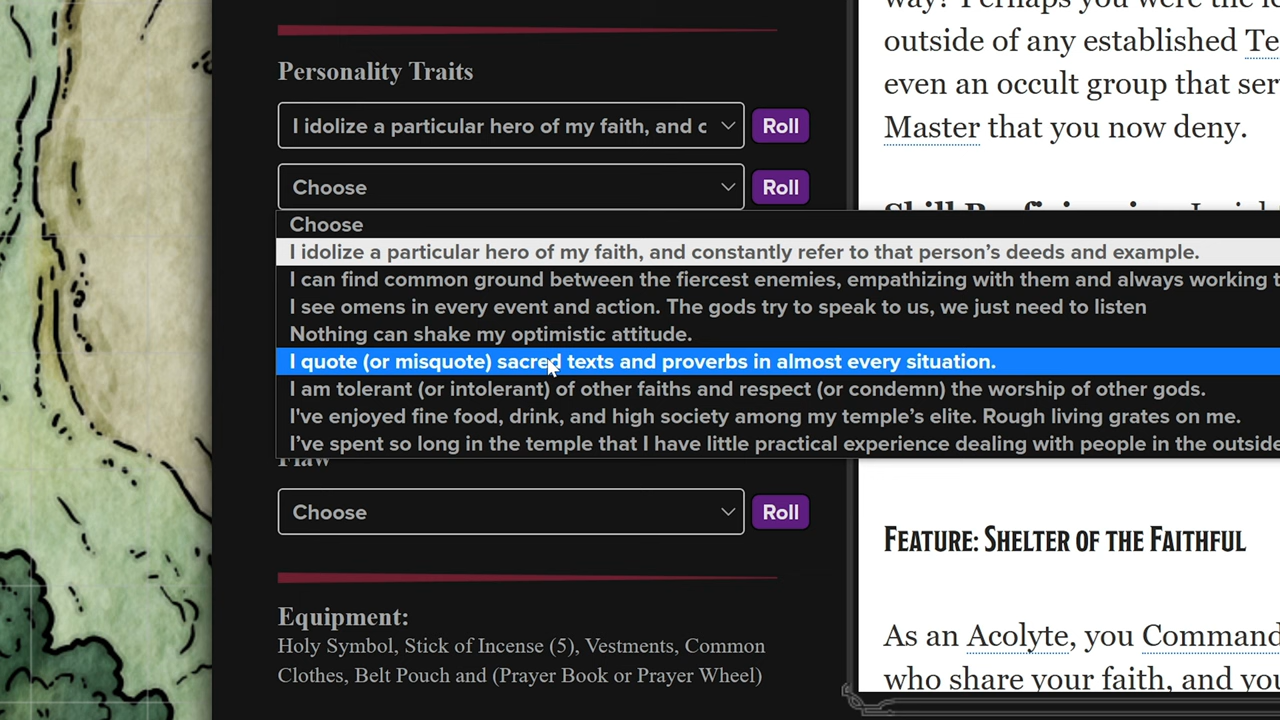 way? Perhaps you were the
Personality Traits
outside of any established
even an occult group that
I idolize a particular hero of my faith, and c
Roll
Master that you now deny.
Choose
Roll
Choose
I idolize a particular hero of my faith, and constantly refer to that person’s deeds and example.
I can find common ground between the fiercest enemies, empathizing with them and always working
I see omens in every event and action. The gods try to speak to us, we just need to listen
Nothing can shake my optimistic attitude.
I quote (or misquote) sacred texts and proverbs in almost every situation.
I am tolerant (or intolerant) of other faiths and respect (or condemn) the worship of other gods.
I've enjoyed fine food, drink, and high society among my temple’s elite. Rough living grates on me.
I’ve spent so long in the temple that I have little practical experience dealing with people in the outside
Flaw
Choose
Roll
FEATURE: SHELTER OF THE FAITHFUL
Equipment:
Holy Symbol, Stick of Incense (5), Vestments, Common
Clothes, Belt Pouch and (Prayer Book or Prayer Wheel)
As an Acolyte, you Command
who share your faith, and you